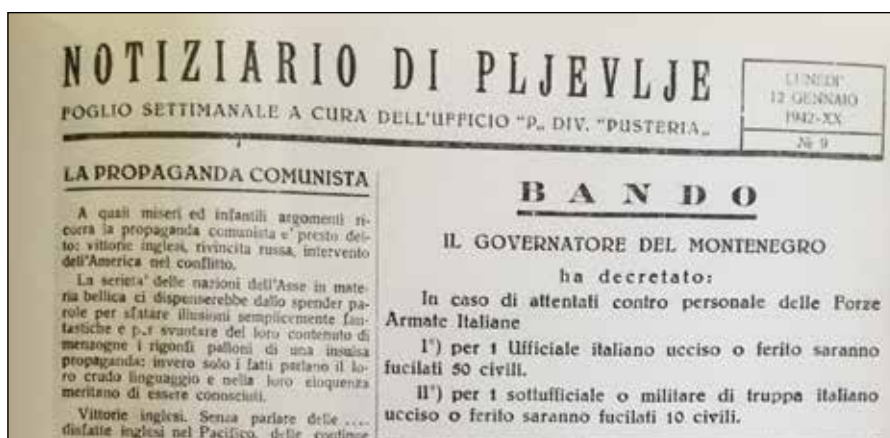 NOTIZIARIO DI PLJEVLJE
FOGLIO SETTIMANALE A CURA DELL'UFFICIO "P„ DIV. "PUSTERIA„
LUNEDI'
12 GENNAIO
1942-XX
№ 9
LA PROPAGANDA COMUNISTA
A quali miseri ed infantili argomenti ri-
corra la propaganda comunista e' presto det-
to: vittorie inglesi, rivincita russa, intervento
dell'America nel conflitto.
La serieta' delle nazioni dell'Asse in mate-
ria bellica ci dispenserebbe dallo spender pa-
role per sfatare illusioni semplicemente fan-
tastiche e p.r svuotare del loro contenuto di
menzogne i rigonfi palloni di una insulsa
propaganda: invero solo i fatti parlano il lo-
ro crudo linguaggio e nella loro eloquenza
meritano di essere conosciuti.
Vittorie inglesi. Senza parlare delle ....
disfatte inglesi nel Pacifico, delle continue
BANDO
IL GOVERNATORE DEL MONTENEGRO
ha decretato:
In caso di attentati contro personale delle Forze
Armate Italiane
I°) per 1 Ufficiale italiano ucciso o ferito saranno
fucilati 50 civili.
II°) per 1 sottufficiale o militare di truppa italiano
ucciso o ferito saranno fucilati 10 civili.